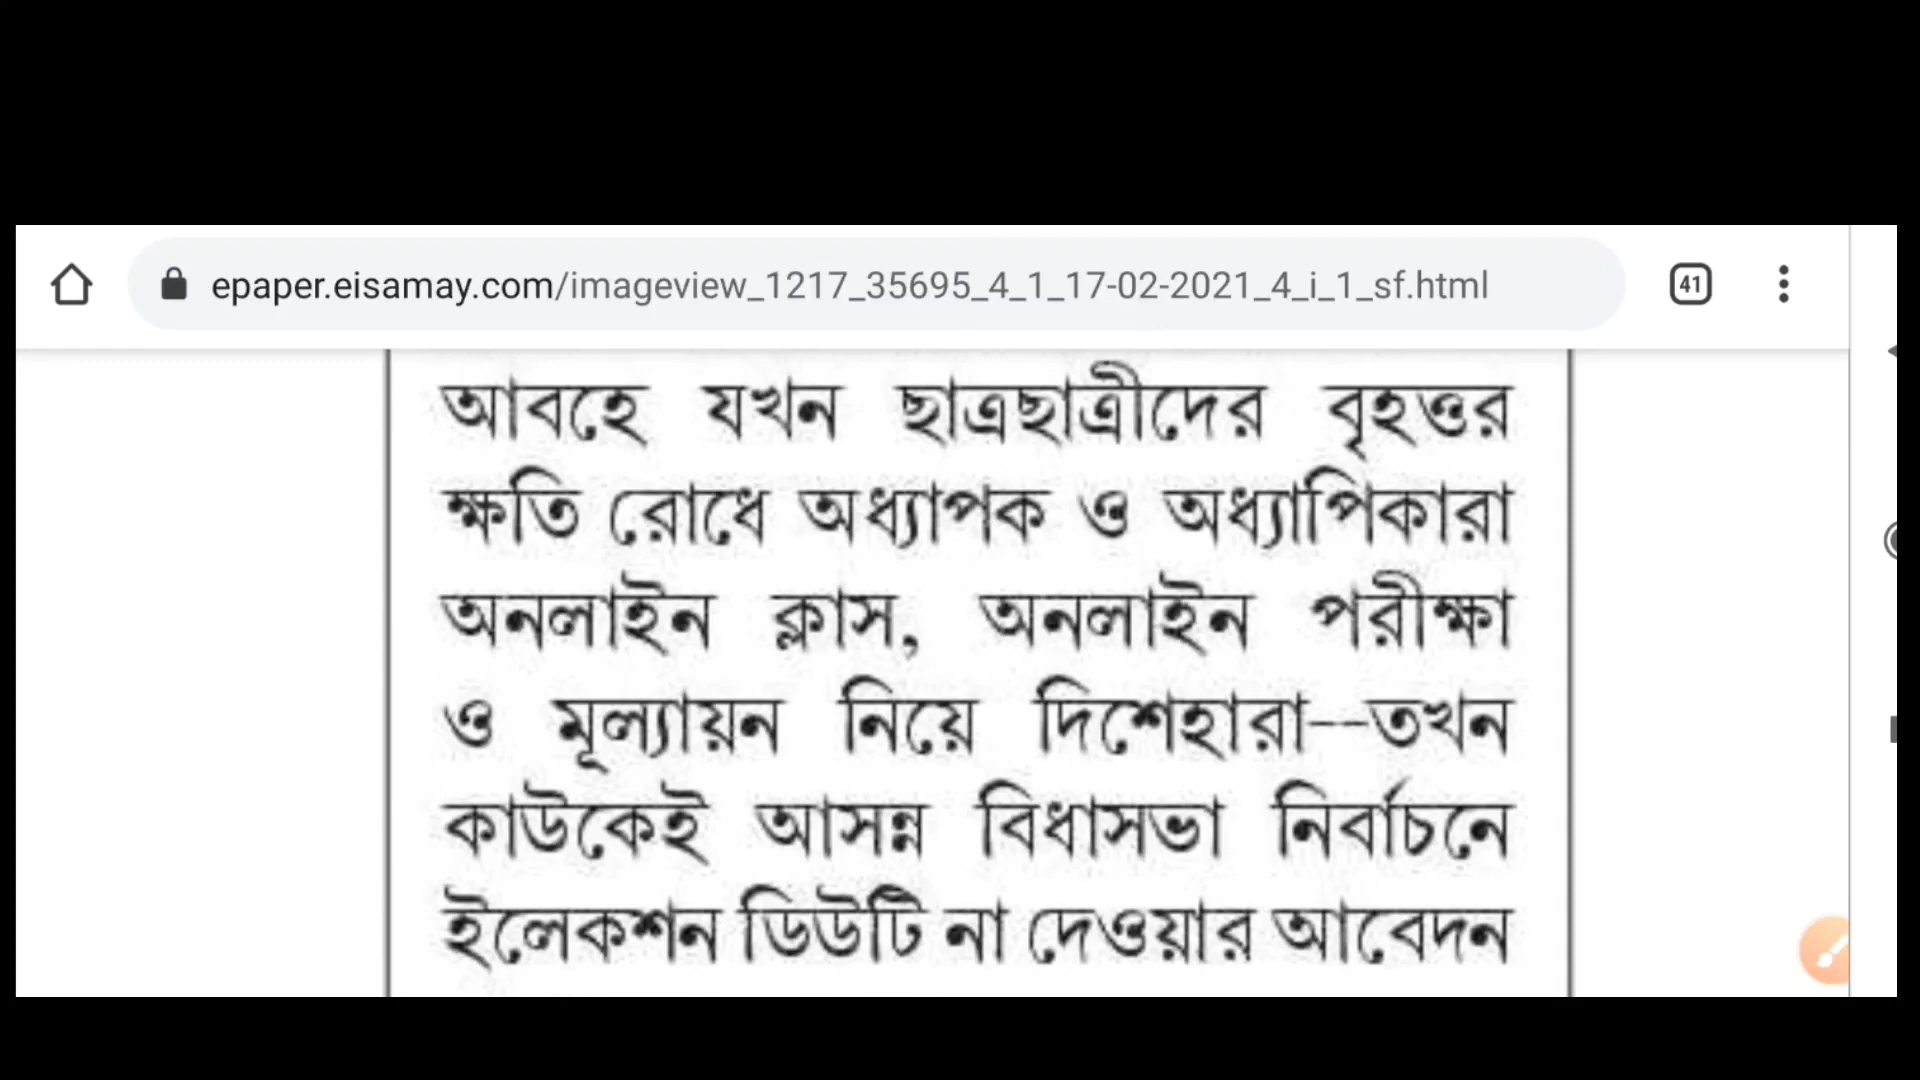 epaper.eisamay.com/imageview_1217_35695_4_1_17-02-2021_4_i_1_sf.html
41
আবহে যখন ছাত্রছাত্রীদের বৃহত্তর
ক্ষতি রোধে অধ্যাপক ও অধ্যাপিকারা
অনলাইন ক্লাস, অনলাইন পরীক্ষা
ও মূল্যায়ন নিয়ে দিশেহারা--তখন
কাউকেই আসন্ন বিধাসভা নির্বাচনে
ইলেকশন ডিউটি না দেওয়ার আবেদন